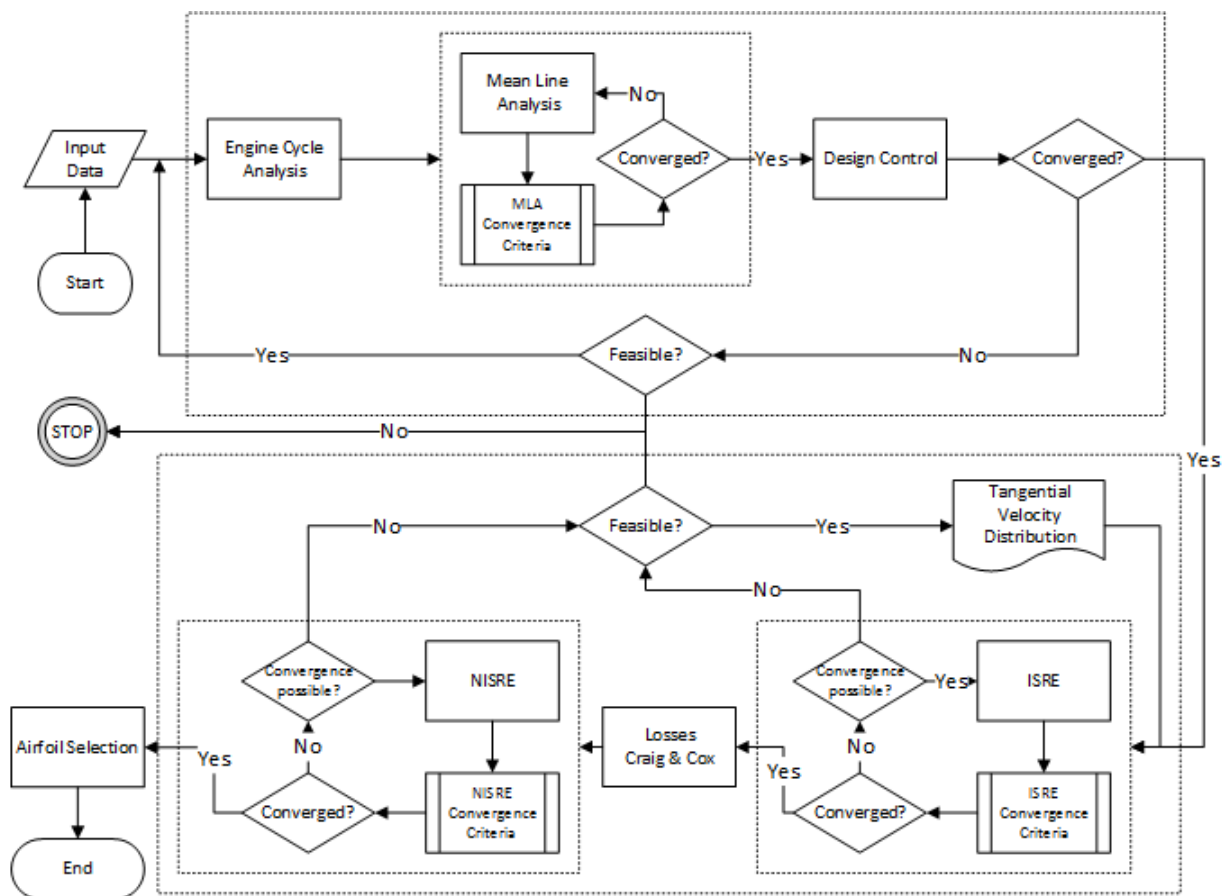 Mean Line
Analysis
No
Input
Data
Engine Cycle
Analysis
Converged?
Yes
Design Control
Converged?
MLA
Convergence
Criteria
Start
Yes
Feasible?
No
STOP
No
Yes
No
Feasible?
Yes
Tangential
Velocity
Distribution
No
Convergence
possible?
NISRE
Convergence
possible?
Yes
ISRE
Airfoil Selection
Yes
No
Losses
Craig & Cox
Yes
No
Converged?
NISRE
Convergence
Criteria
Converged?
ISRE
Convergence
Criteria
End